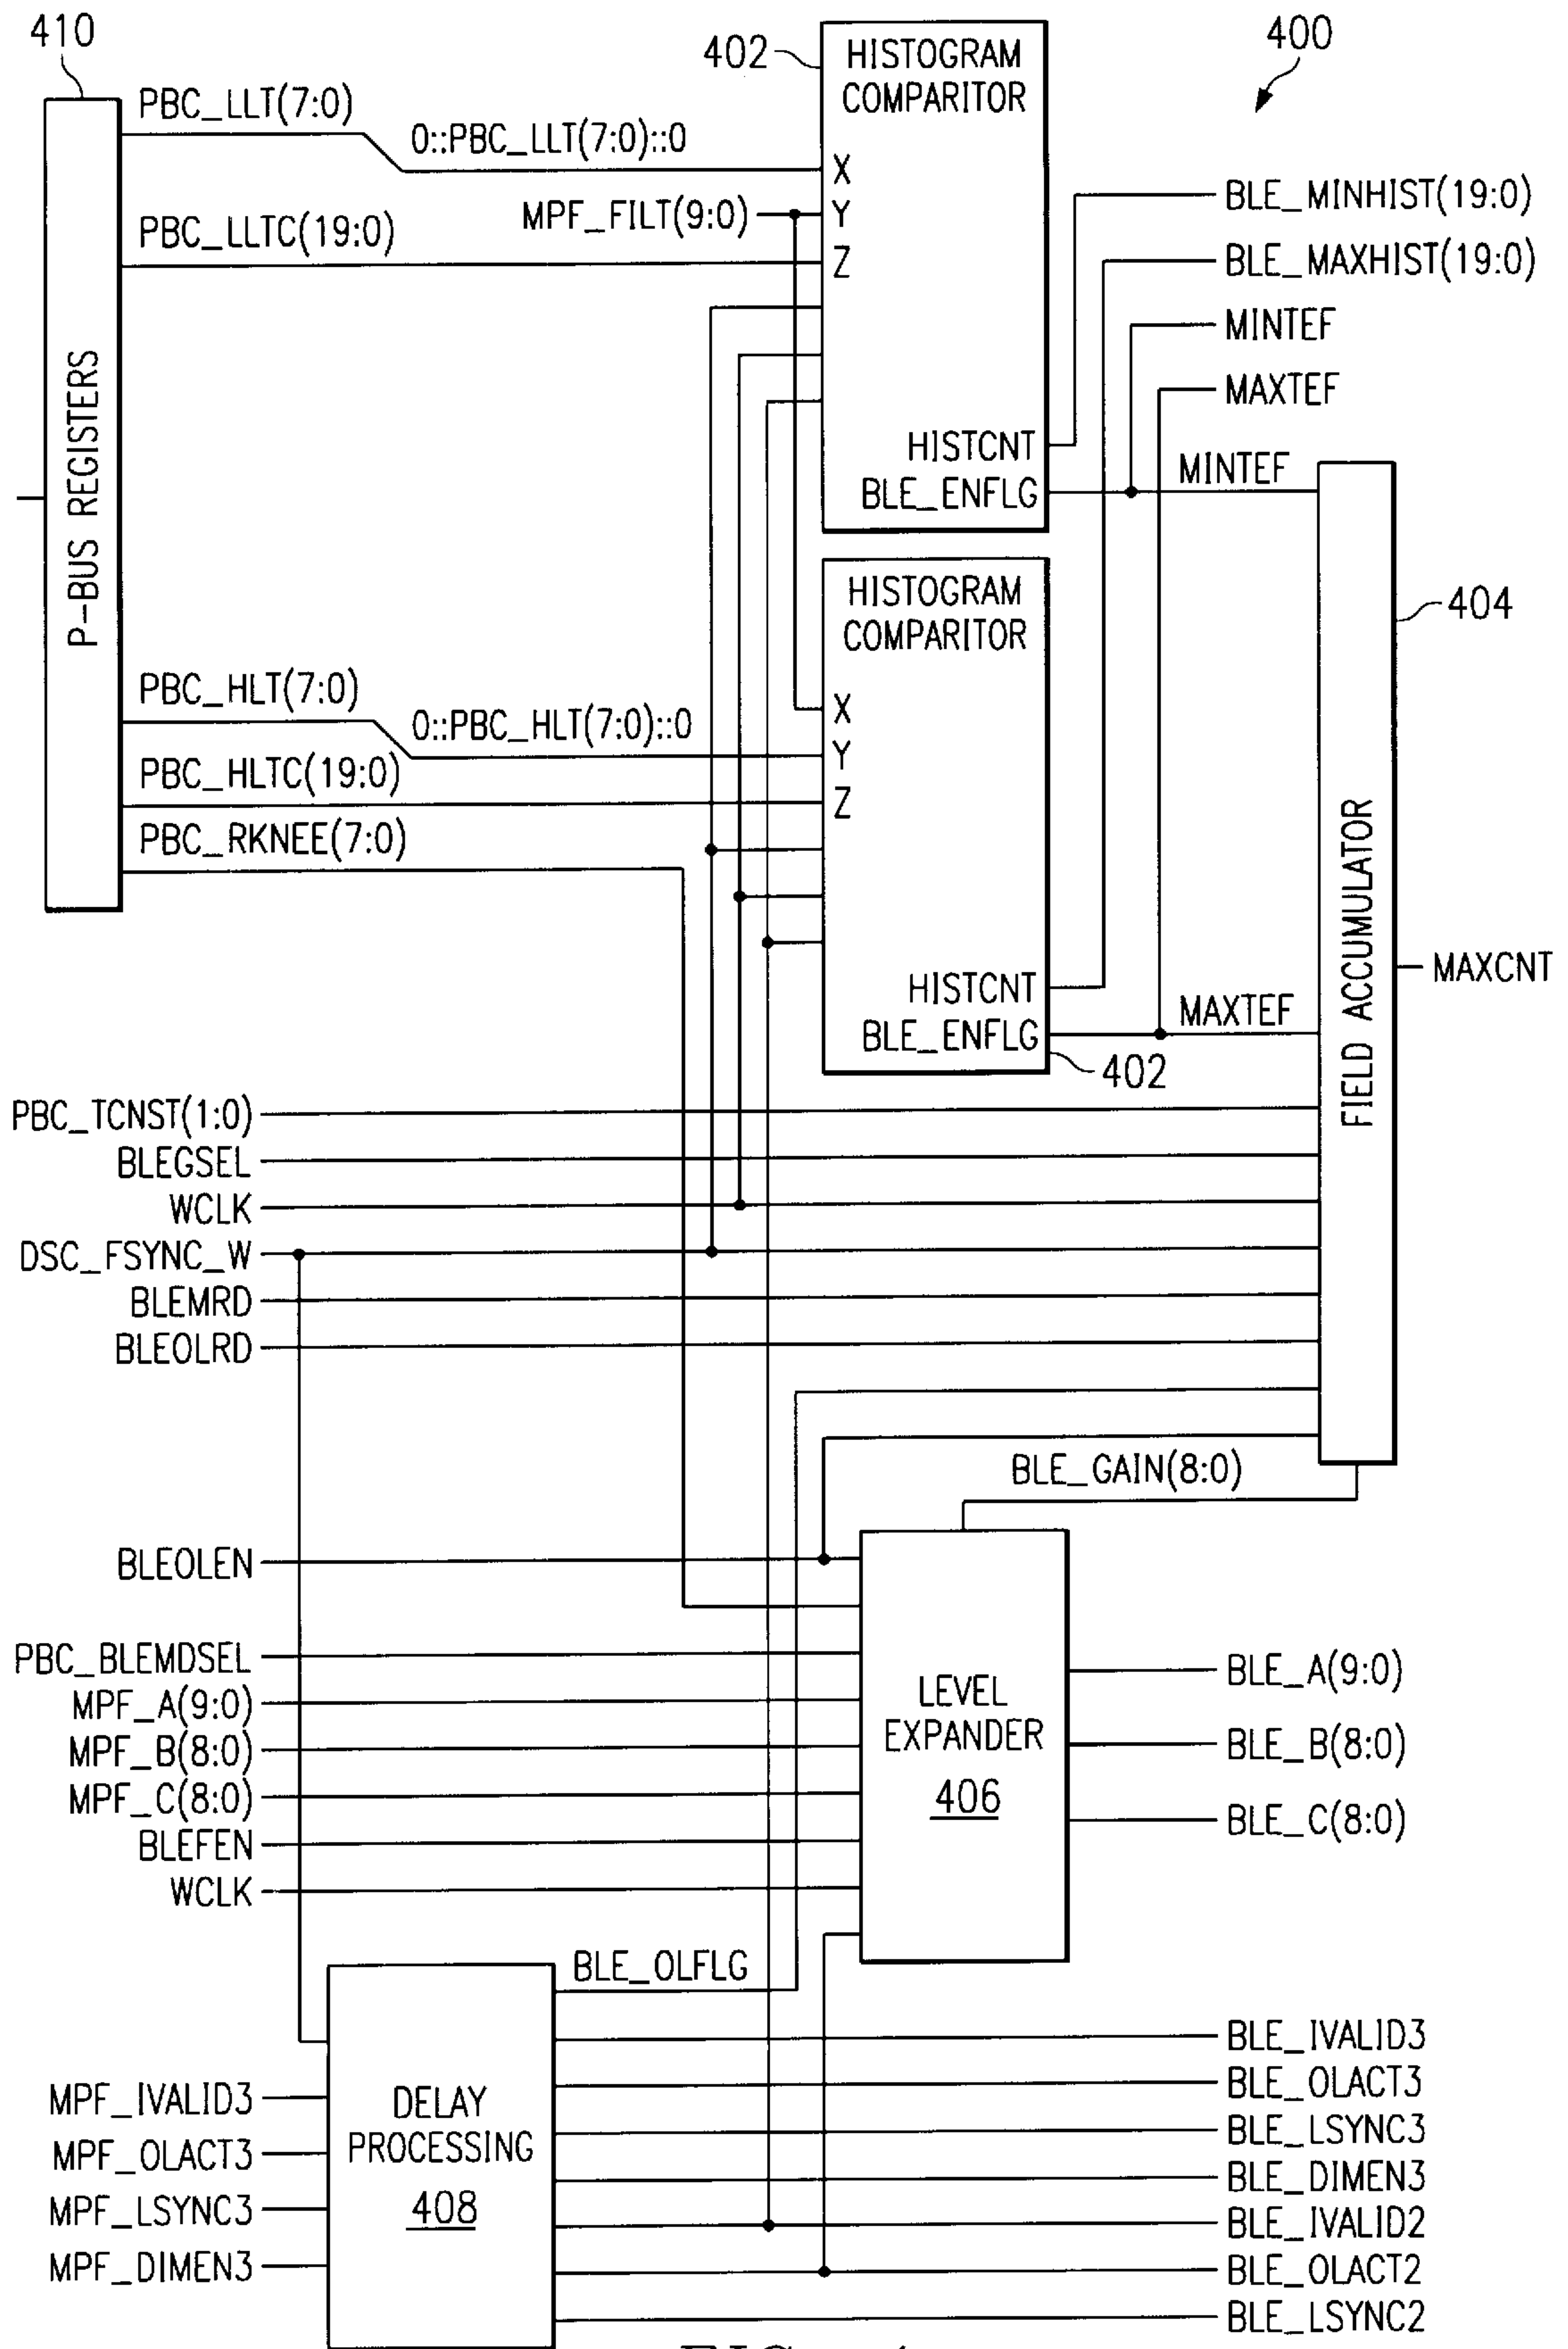 410
402
400
HISTOGRAM
COMPARITOR
PBC_LLT(7:0)
0::PBC_LLT(7:0)::0
X
MPF_FILT(9:0)
Y
PBC_LLTC(19:0)
Z
BLE_MINHIST(19:0)
BLE_MAXHIST(19:0)
MINTEF
MAXTEF
HISTCNT
BLE_ENFLG
MINTEF
P-BUS REGISTERS
HISTOGRAM
COMPARITOR
404
PBC_HLT(7:0)
0::PBC_HLT(7:0)::0
X
Y
PBC_HLTC(19:0)
Z
PBC_RKNEE(7:0)
FIELD ACCUMULATOR
MAXCNT
HISTCNT
BLE_ENFLG
MAXTEF
402
PBC_TCNST(1:0)
BLEGSEL
WCLK
DSC_FSYNC_W
BLEMRD
BLEOLRD
BLE_GAIN(8:0)
BLEOLEN
PBC_BLEMDSEL
MPF_A(9:0)
MPF_B(8:0)
MPF_C(8:0)
BLEFEN
WCLK
LEVEL
EXPANDER
406
BLE_A(9:0)
BLE_B(8:0)
BLE_C(8:0)
BLE_OLFLG
MPF_IVALID3
MPF_OLACT3
MPF_LSYNC3
MPF_DIMEN3
DELAY
PROCESSING
408
BLE_IVALID3
BLE_OLACT3
BLE_LSYNC3
BLE_DIMEN3
BLE_IVALID2
BLE_OLACT2
BLE_LSYNC2